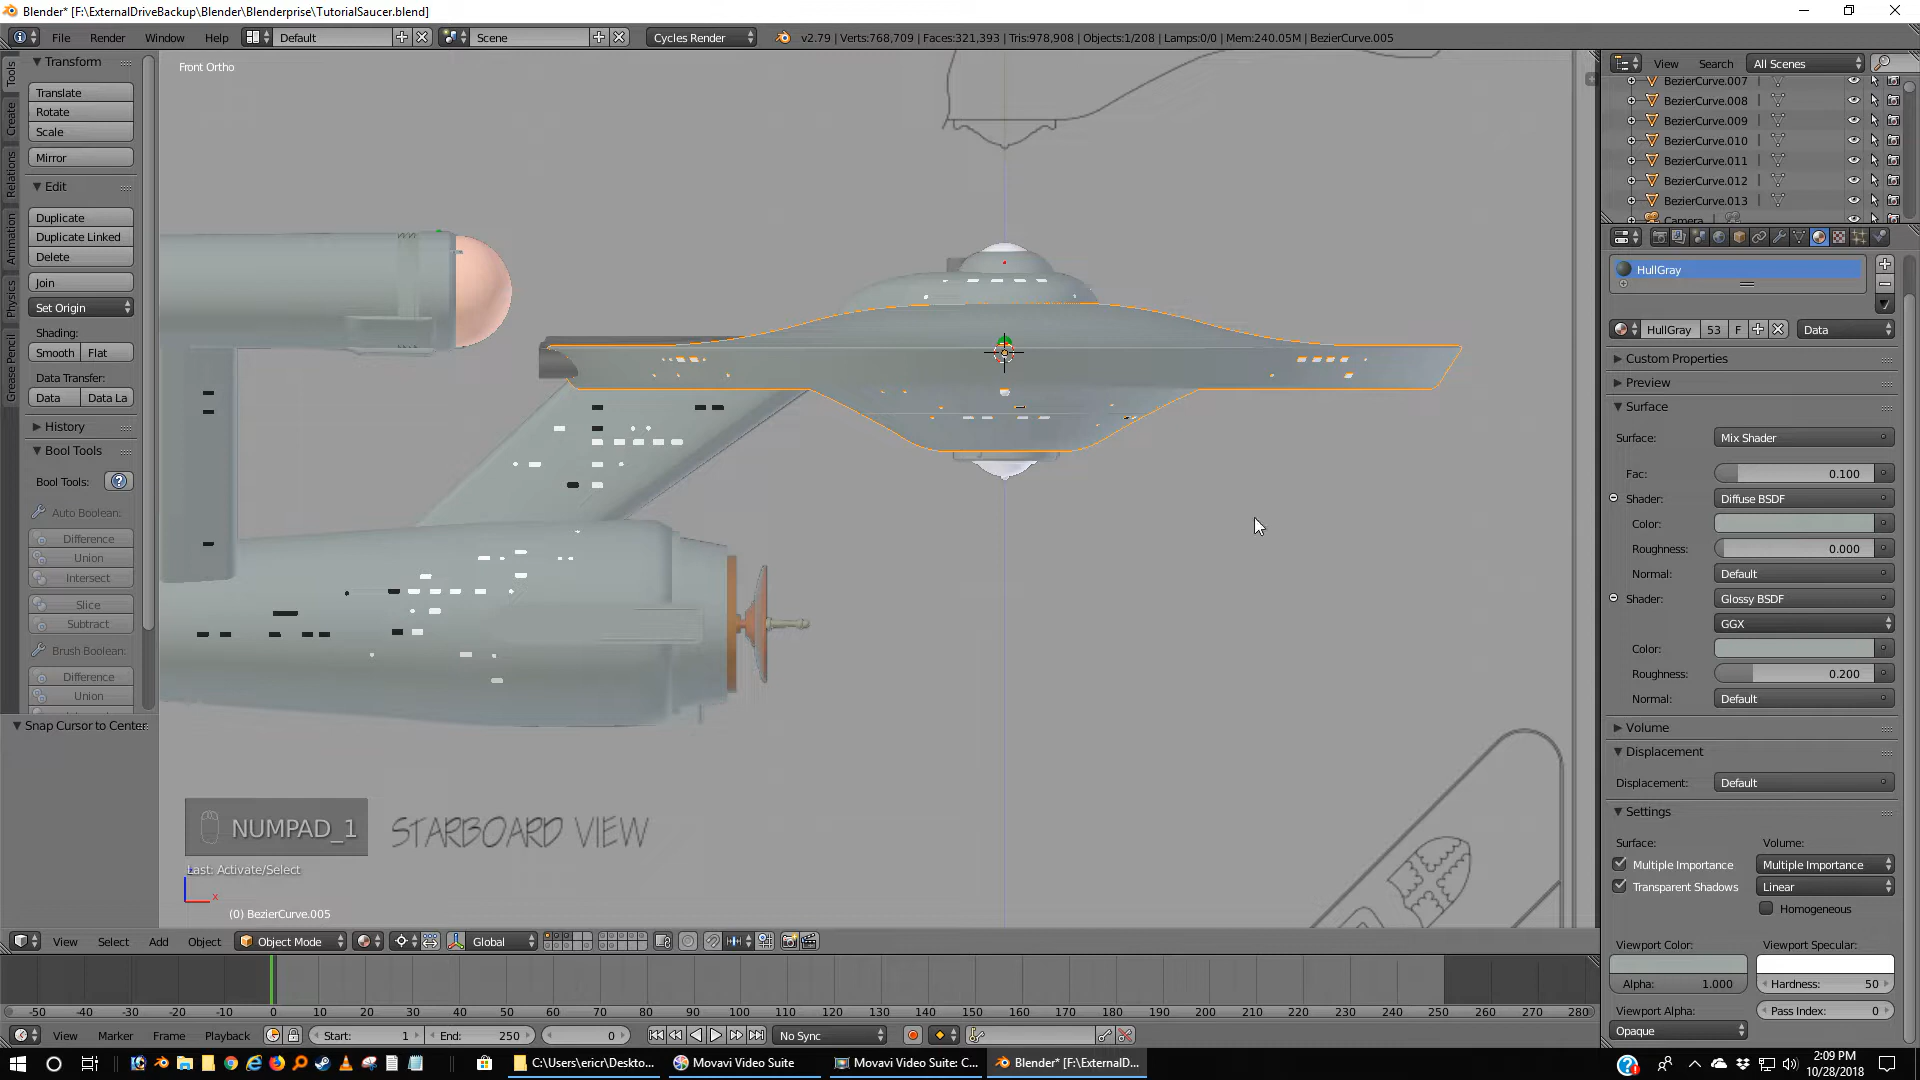 Blender* [F:\ExternalDriveBackup\Blender\Blenderprise\TutorialSaucer.blend]
File Render Window Help Default Scene Cycles Render v2.79 | Verts:768,709 | Faces:321,393 | Tris:978,908 | Objects:1/208 | Lamps:0/0 | Mem:240.05M | BezierCurve.005
Tools
Create
Relations
Animation
Physics
Grease Pencil
Transform
Translate
Rotate
Scale
Mirror
Edit
Duplicate
Duplicate Linked
Delete
Join
Set Origin
Shading:
Smooth Flat
Data Transfer:
Data Data La
History
Bool Tools
Bool Tools:
Auto Boolean:
Difference
Union
Intersect
Slice
Subtract
Brush Boolean:
Difference
Union
Snap Cursor to Center
Front Ortho
NUMPAD_1
STARBOARD VIEW
Last: Activate/Select
x
(0) BezierCurve.005
View Select Add Object Object Mode Global
View Search All Scenes
BezierCurve.007
BezierCurve.008
BezierCurve.009
BezierCurve.010
BezierCurve.011
BezierCurve.012
BezierCurve.013
Camera
HullGray
HullGray 53 F Data
Custom Properties
Preview
Surface
Surface: Mix Shader
Fac: 0.100
Shader: Diffuse BSDF
Color:
Roughness: 0.000
Normal: Default
Shader: Glossy BSDF
GGX
Color:
Roughness: 0.200
Normal: Default
Volume
Displacement
Displacement: Default
Settings
Surface: Volume:
Multiple Importance Multiple Importance
Transparent Shadows Linear
Homogeneous
Viewport Color: Viewport Specular:
Alpha: 1.000 Hardness: 50
Viewport Alpha: Pass Index: 0
Opaque
-50 -40 -30 -20 -10 0 10 20 30 40 50 60 70 80 90 100 110 120 130 140 150 160 170 180 190 200 210 220 230 240 250 260 270 280
View Marker Frame Playback Start: 1 End: 250 0 No Sync
C:\Users\ericr\Deskto... Movavi Video Suite Movavi Video Suite: C... Blender* [F:\ExternalD...
2:09 PM
10/28/2018